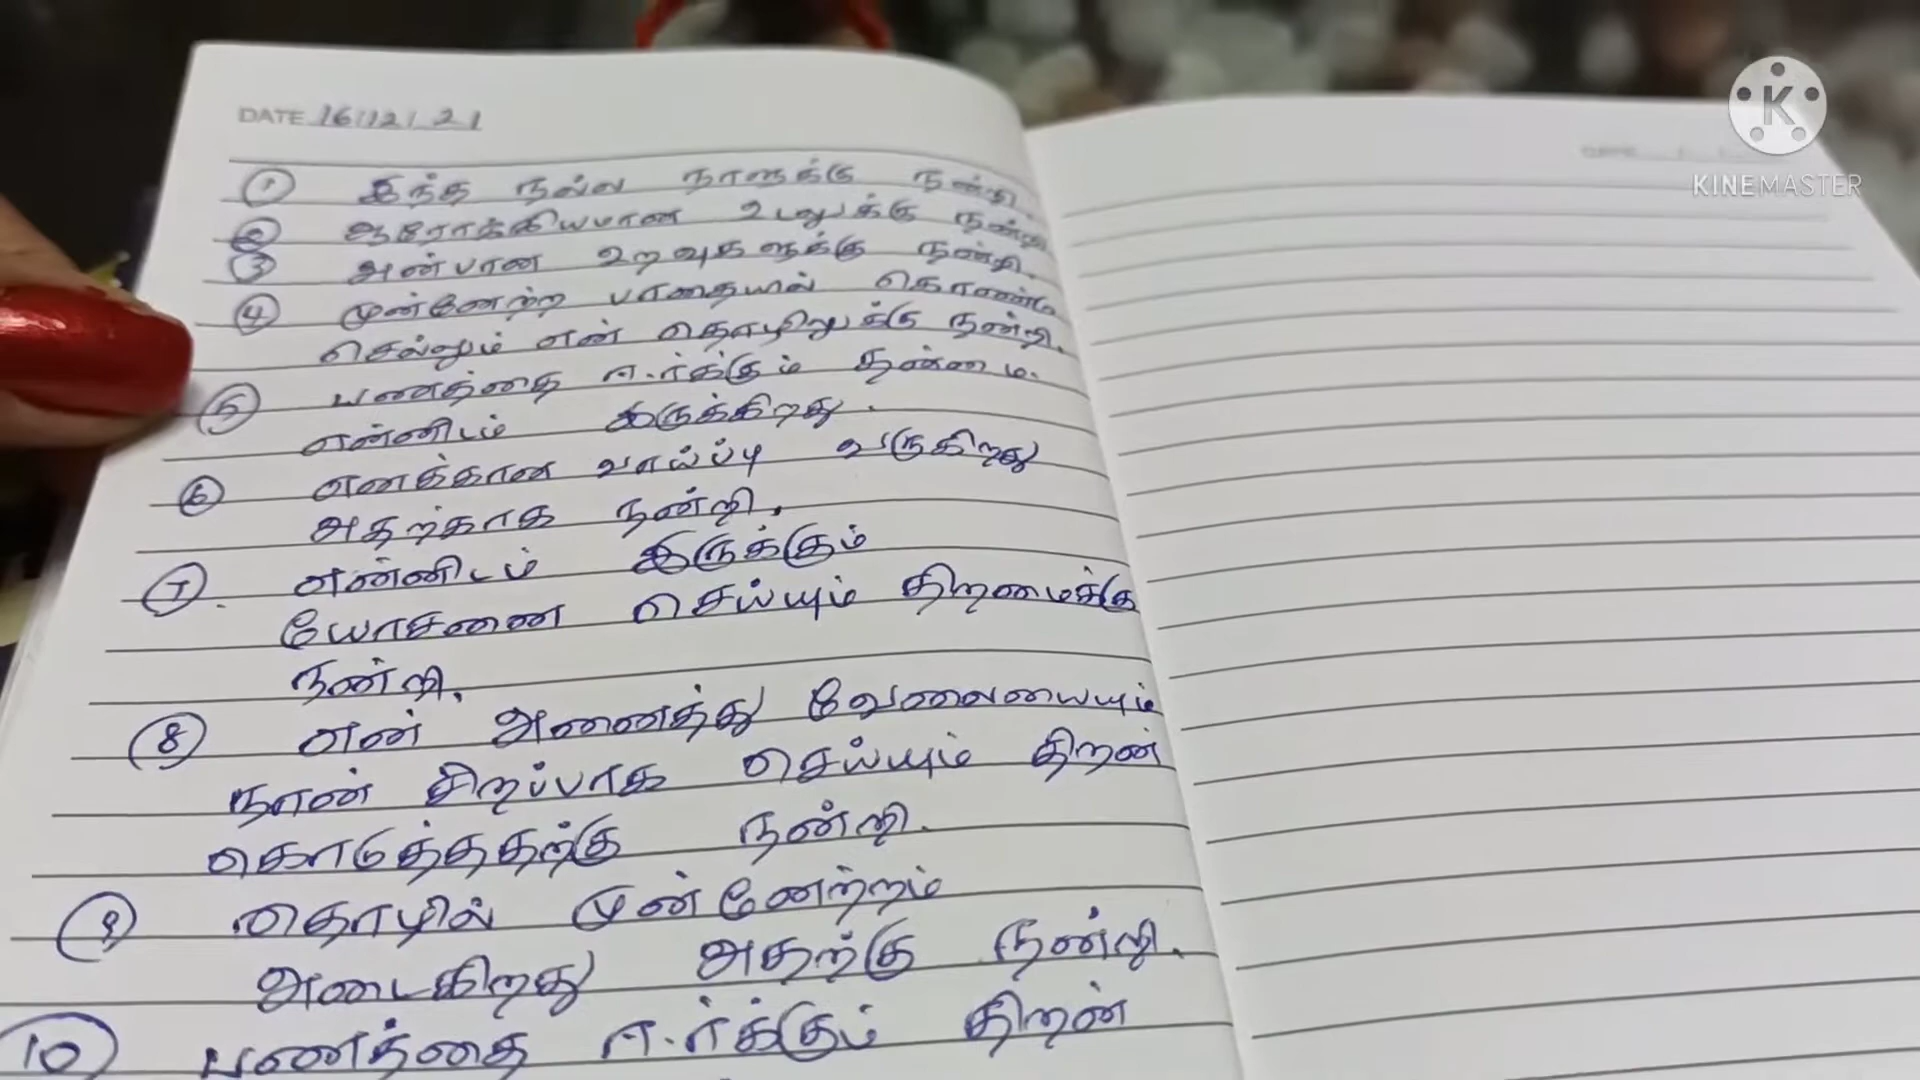 DATE 16/12/21
① இந்த நல்ல நாளுக்கு நன்றி.
② ஆரோக்கியமான உடலுக்கு நன்றி
③ அன்பான உறவுகளுக்கு நன்றி.
④ முன்னேற்ற பாதையில் கொண்டு
செல்லும் என் தொழிலுக்கு நன்றி.
⑤ பணத்தை ஈர்க்கும் தன்மை
என்னிடம் இருக்கிறது.
⑥ எனக்கான வாய்ப்பு வருகிறது
அதற்காக நன்றி.
⑦. என்னிடம் இருக்கும்
யோசனை செய்யும் திறமைக்கு
நன்றி.
⑧ என் அனைத்து வேலையையும்
நான் சிறப்பாக செய்யும் திறன்
கொடுத்ததற்கு நன்றி.
⑨ தொழில் முன்னேற்றம்
அடைகிறது அதற்கு நன்றி.
⑩ பணத்தை ஈர்க்கும் திறன்
DATE
K
KINEMASTER